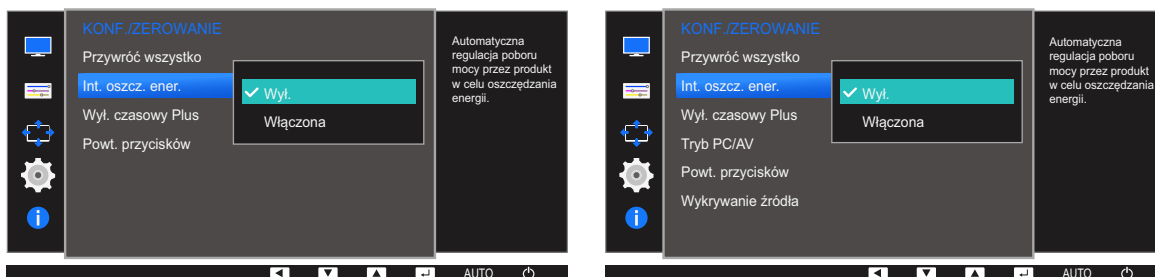 KONF./ZEROWANIE
Przywróć wszystko
Int. oszcz. ener.
Wył. czasowy Plus
Powt. przycisków
Wył.
Włączona
Automatyczna
regulacja poboru
mocy przez produkt
w celu oszczędzania
energii.
AUTO
KONF./ZEROWANIE
Przywróć wszystko
Int. oszcz. ener.
Wył. czasowy Plus
Tryb PC/AV
Powt. przycisków
Wykrywanie źródła
Wył.
Włączona
Automatyczna
regulacja poboru
mocy przez produkt
w celu oszczędzania
energii.
AUTO